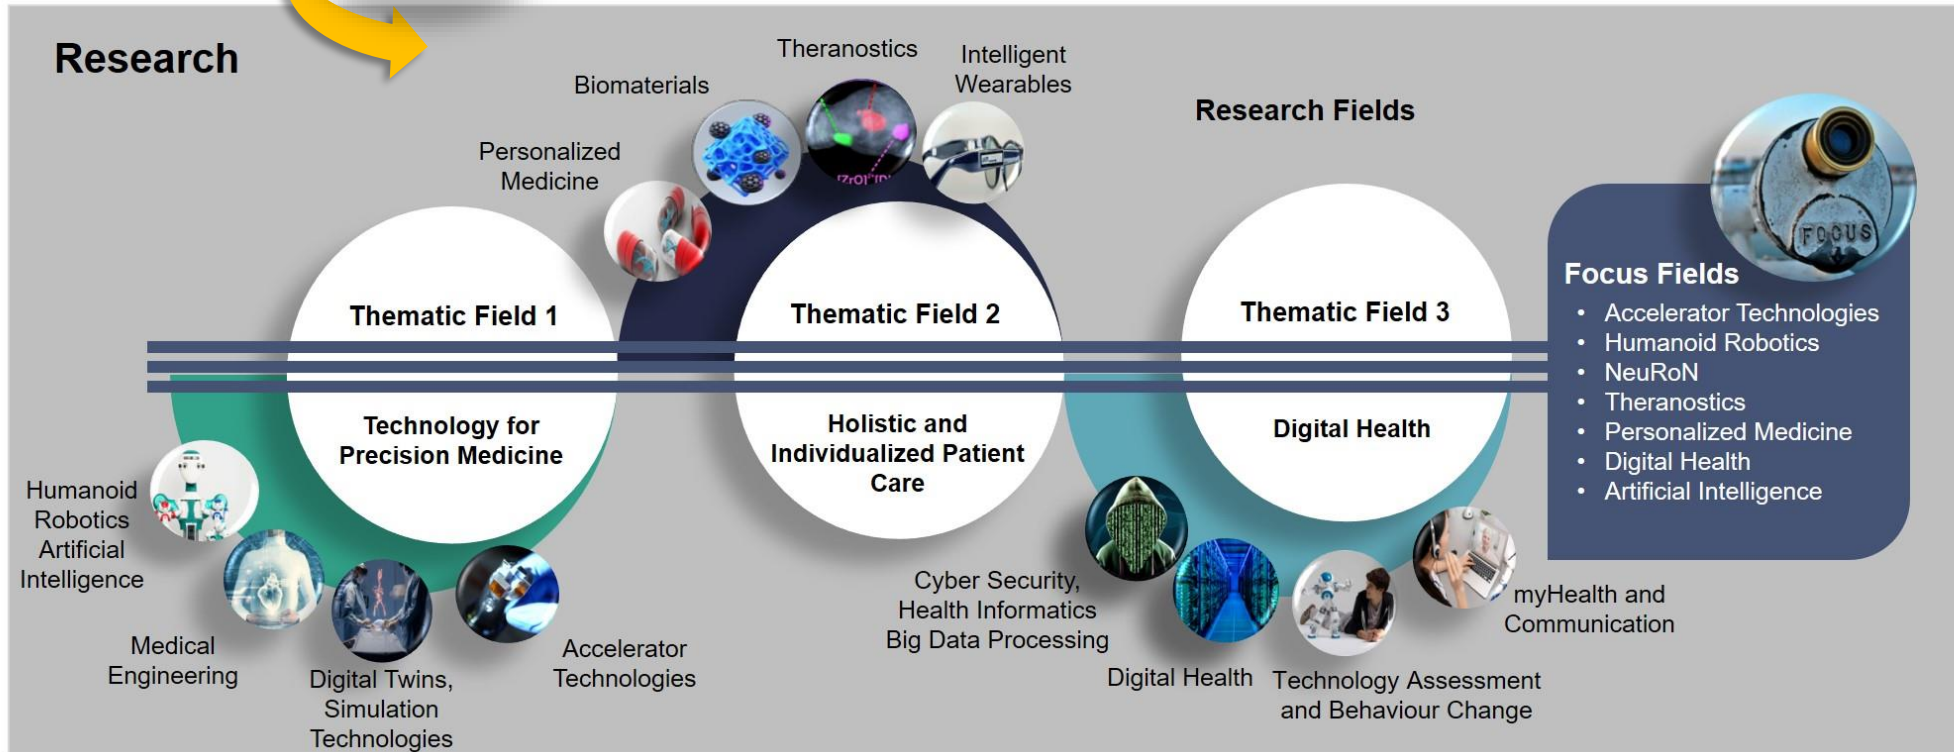 Research
Theranostics
Intelligent
Wearables
Biomaterials
Research Fields
Personalized
Medicine
[ZrO]
FOCUS
Focus Fields
• Accelerator Technologies
• Humanoid Robotics
• NeuRoN
• Theranostics
• Personalized Medicine
• Digital Health
• Artificial Intelligence
Thematic Field 1
Technology for
Precision Medicine
Thematic Field 2
Holistic and
Individualized Patient
Care
Thematic Field 3
Digital Health
Humanoid
Robotics
Artificial
Intelligence
Medical
Engineering
Digital Twins,
Simulation
Technologies
Accelerator
Technologies
Cyber Security,
Health Informatics
Big Data Processing
Digital Health
Technology Assessment
and Behaviour Change
myHealth and
Communication